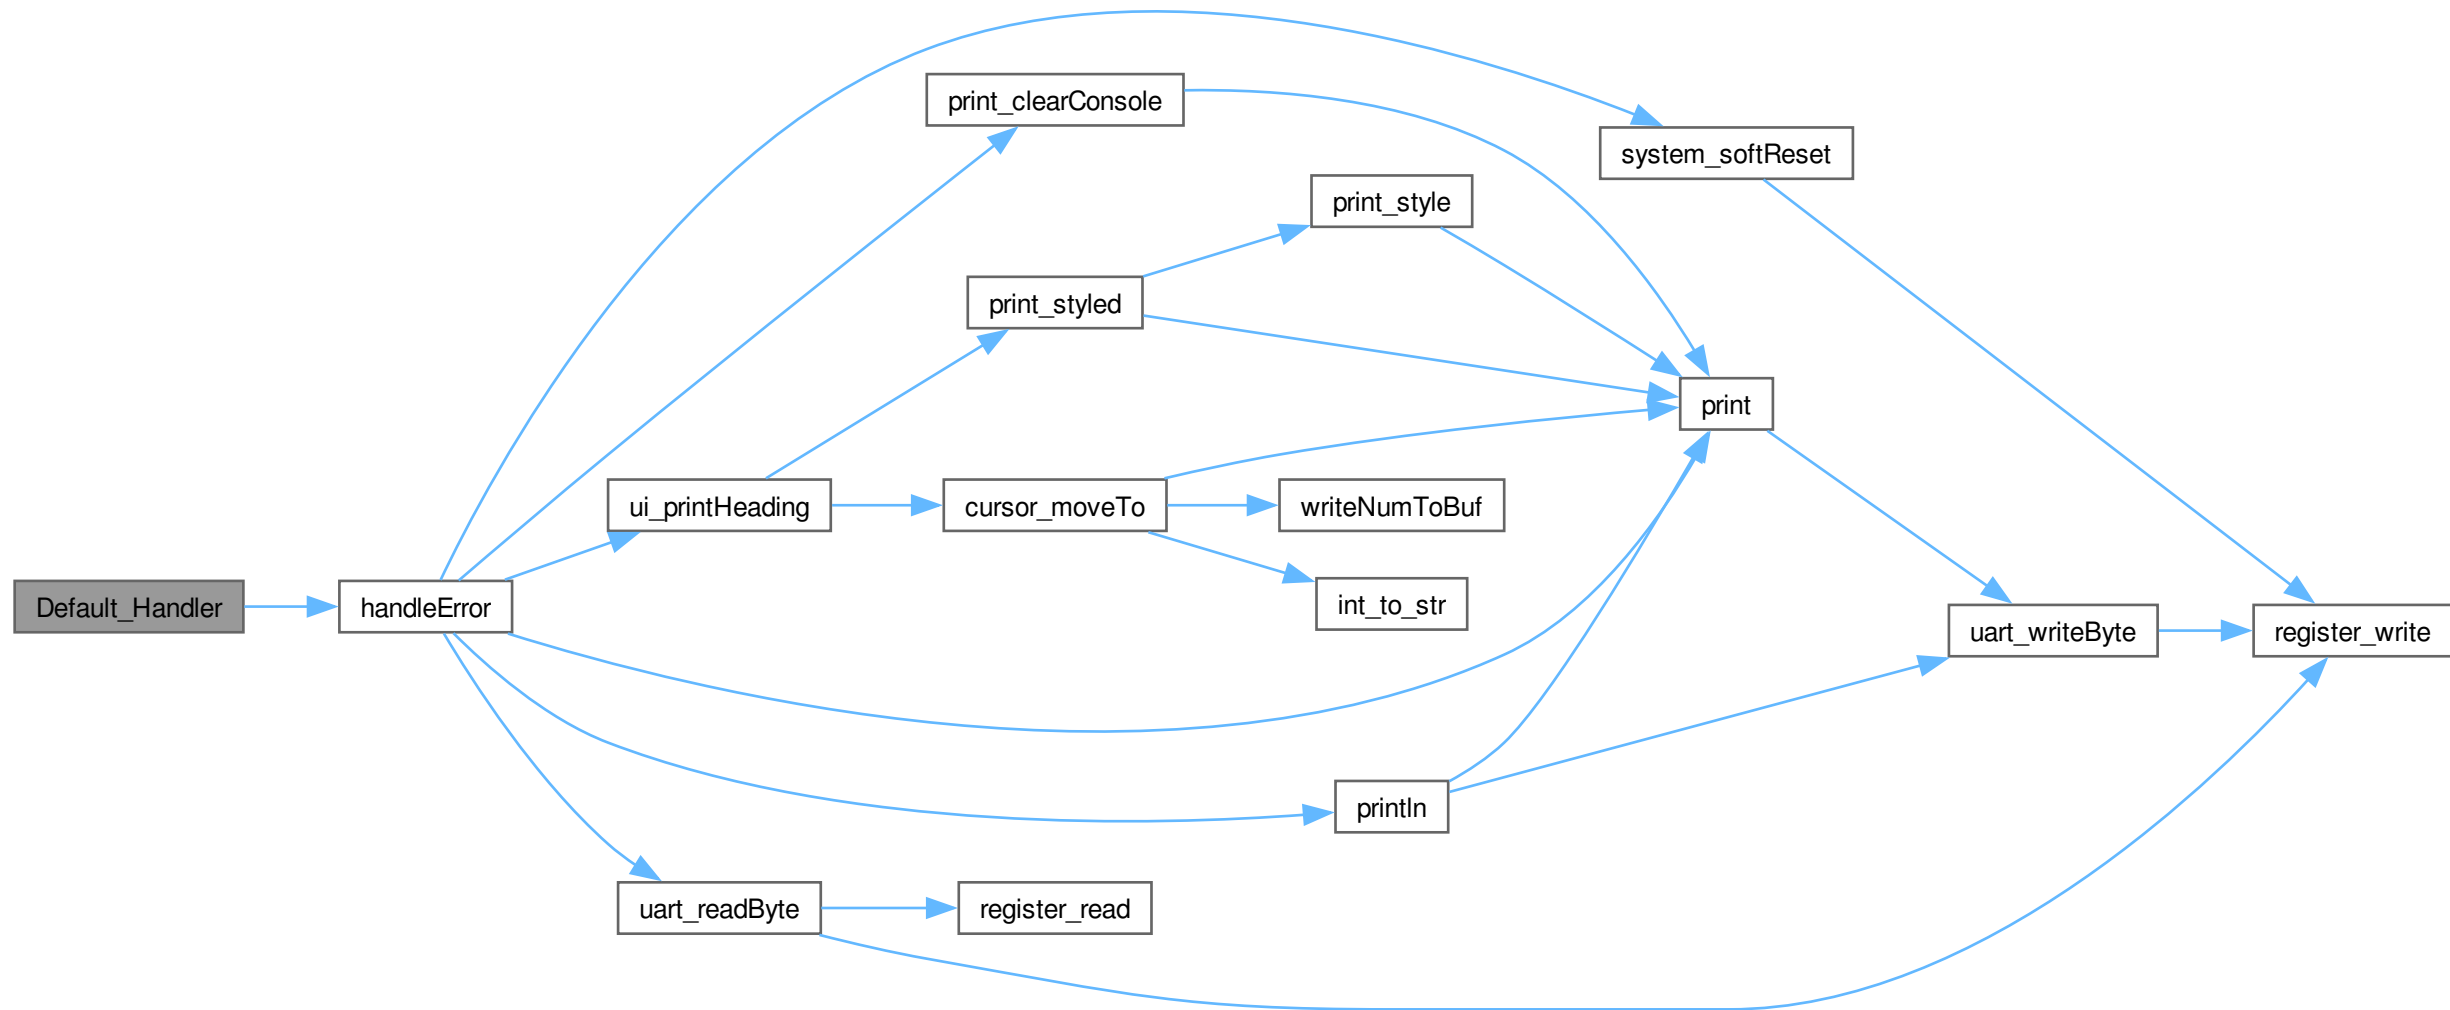 print_clearConsole
system_softReset
print_style
print_styled
print
ui_printHeading
cursor_moveTo
writeNumToBuf
Default_Handler
handleError
int_to_str
uart_writeByte
register_write
println
uart_readByte
register_read